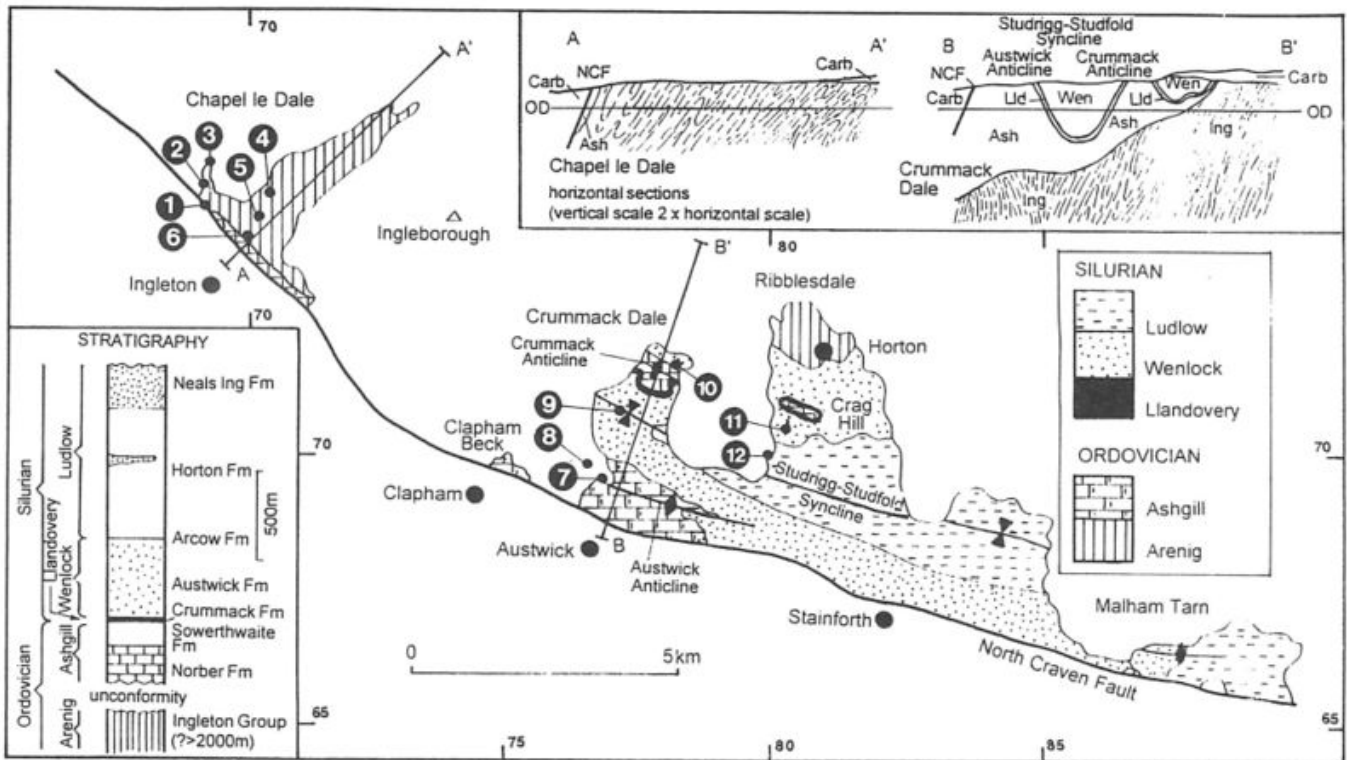 70
A'
Chapel le Dale
3
4
2
5
1
6
A
Ingleborough
Ingleton
70
A
A'
Carb
NCF
Carb
OD
Ash
Chapel le Dale
horizontal sections
(vertical scale 2 x horizontal scale)
Studrigg-Studfold
Syncline
B
Austwick
Anticline
Crummack
Anticline
B'
NCF
Carb
Lld
Wen
Lld
Wen
Carb
OD
Ash
Ash
Ing
Crummack
Dale
Ing
80
B'
Ribblesdale
Crummack Dale
Crummack
Anticline
Horton
10
9
11
Crag
Hill
8
12
7
Clapham
Beck
Clapham
Studrigg-Studfold
Syncline
Austwick
B
Austwick
Anticline
Stainforth
Malham Tarn
North Craven Fault
0
5km
70
70
65
65
75
80
85
SILURIAN
Ludlow
Wenlock
Llandovery
ORDOVICIAN
Ashgill
Arenig
STRATIGRAPHY
Silurian
Ludlow
Llandovery
Wenlock
Ordovician
Ashgill
Arenig
Neals Ing Fm
Horton Fm
500m
Arcow Fm
Austwick Fm
Crummack Fm
Sowerthwaite
Fm
Norber Fm
unconformity
Ingleton Group
(?>2000m)